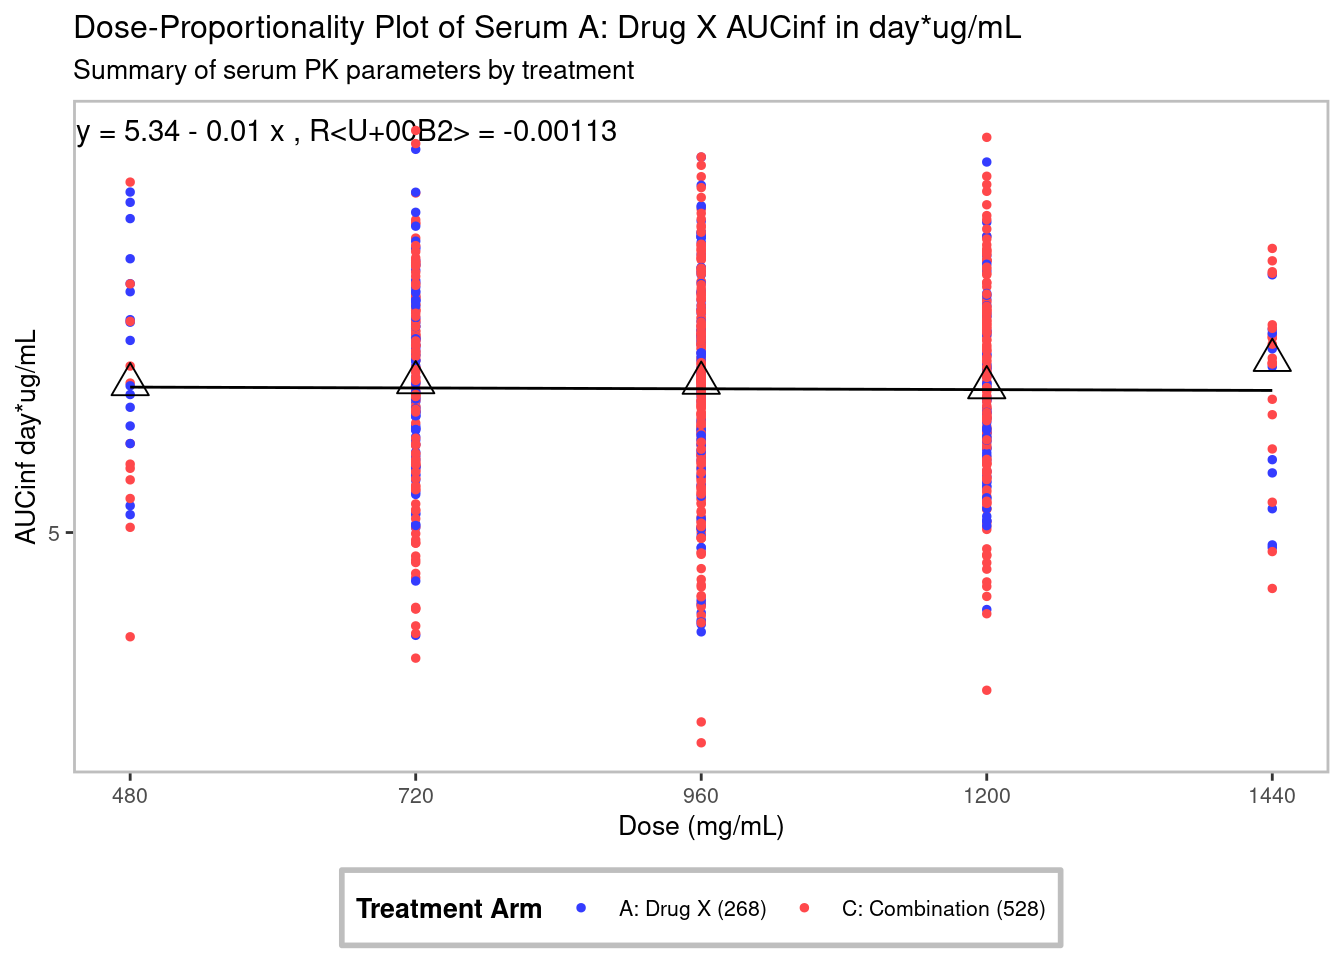 Dose-Proportionality Plot of Serum A: Drug X AUCinf in day*ug/mL
Summary of serum PK parameters by treatment
y = 5.34 - 0.01 x , R<U+00B2> = -0.00113
AUCinf day*ug/mL
5
480 720 960 1200 1440
Dose (mg/mL)
Treatment Arm A: Drug X (268) C: Combination (528)